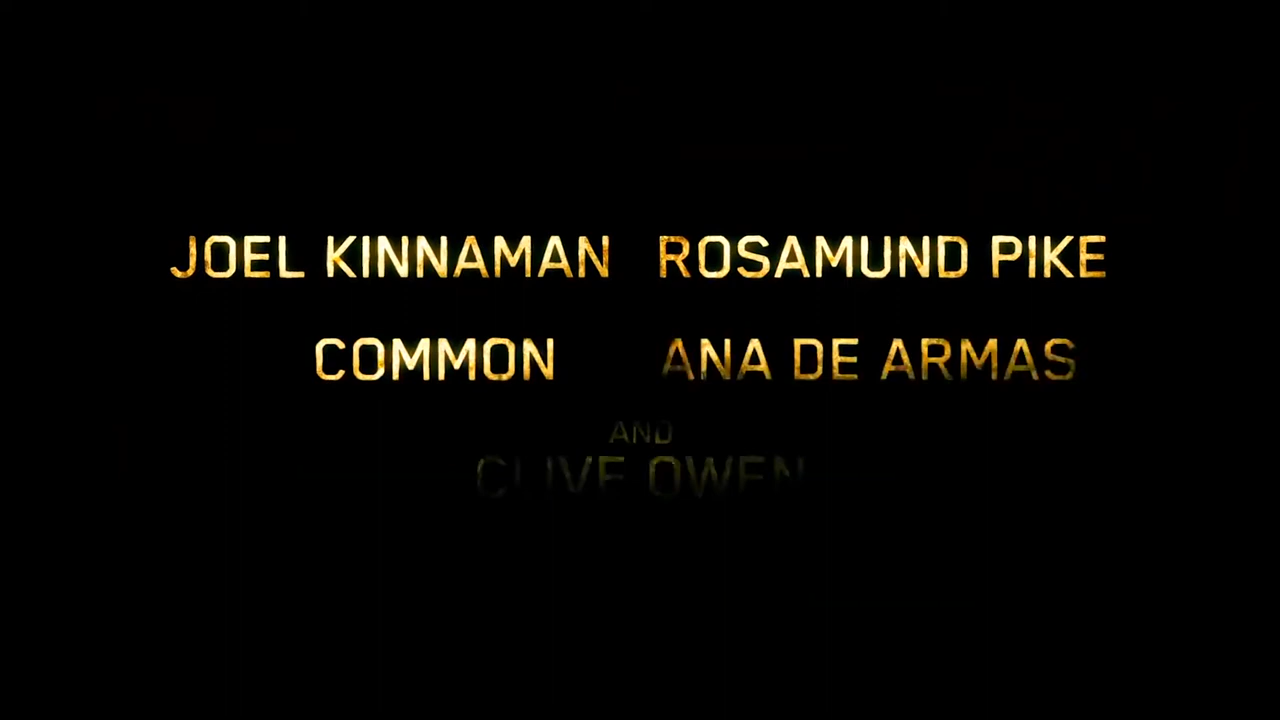 JOEL KINNAMAN ROSAMUND PIKE
COMMON ANA DE ARMAS
AND
CLIVE OWEN